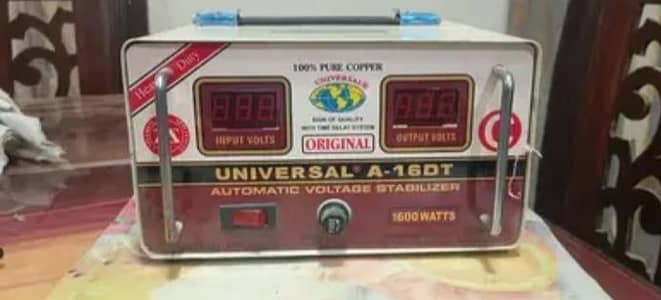 Heavy Duty
100% PURE COPPER
UNIVERSAL®
SIGN OF QUALITY
WITH TIME DELAY SYSTEM
ORIGINAL
INPUT VOLTS
OUTPUT VOLTS
UNIVERSAL® A-16DT
AUTOMATIC VOLTAGE STABILIZER
1600 WATTS